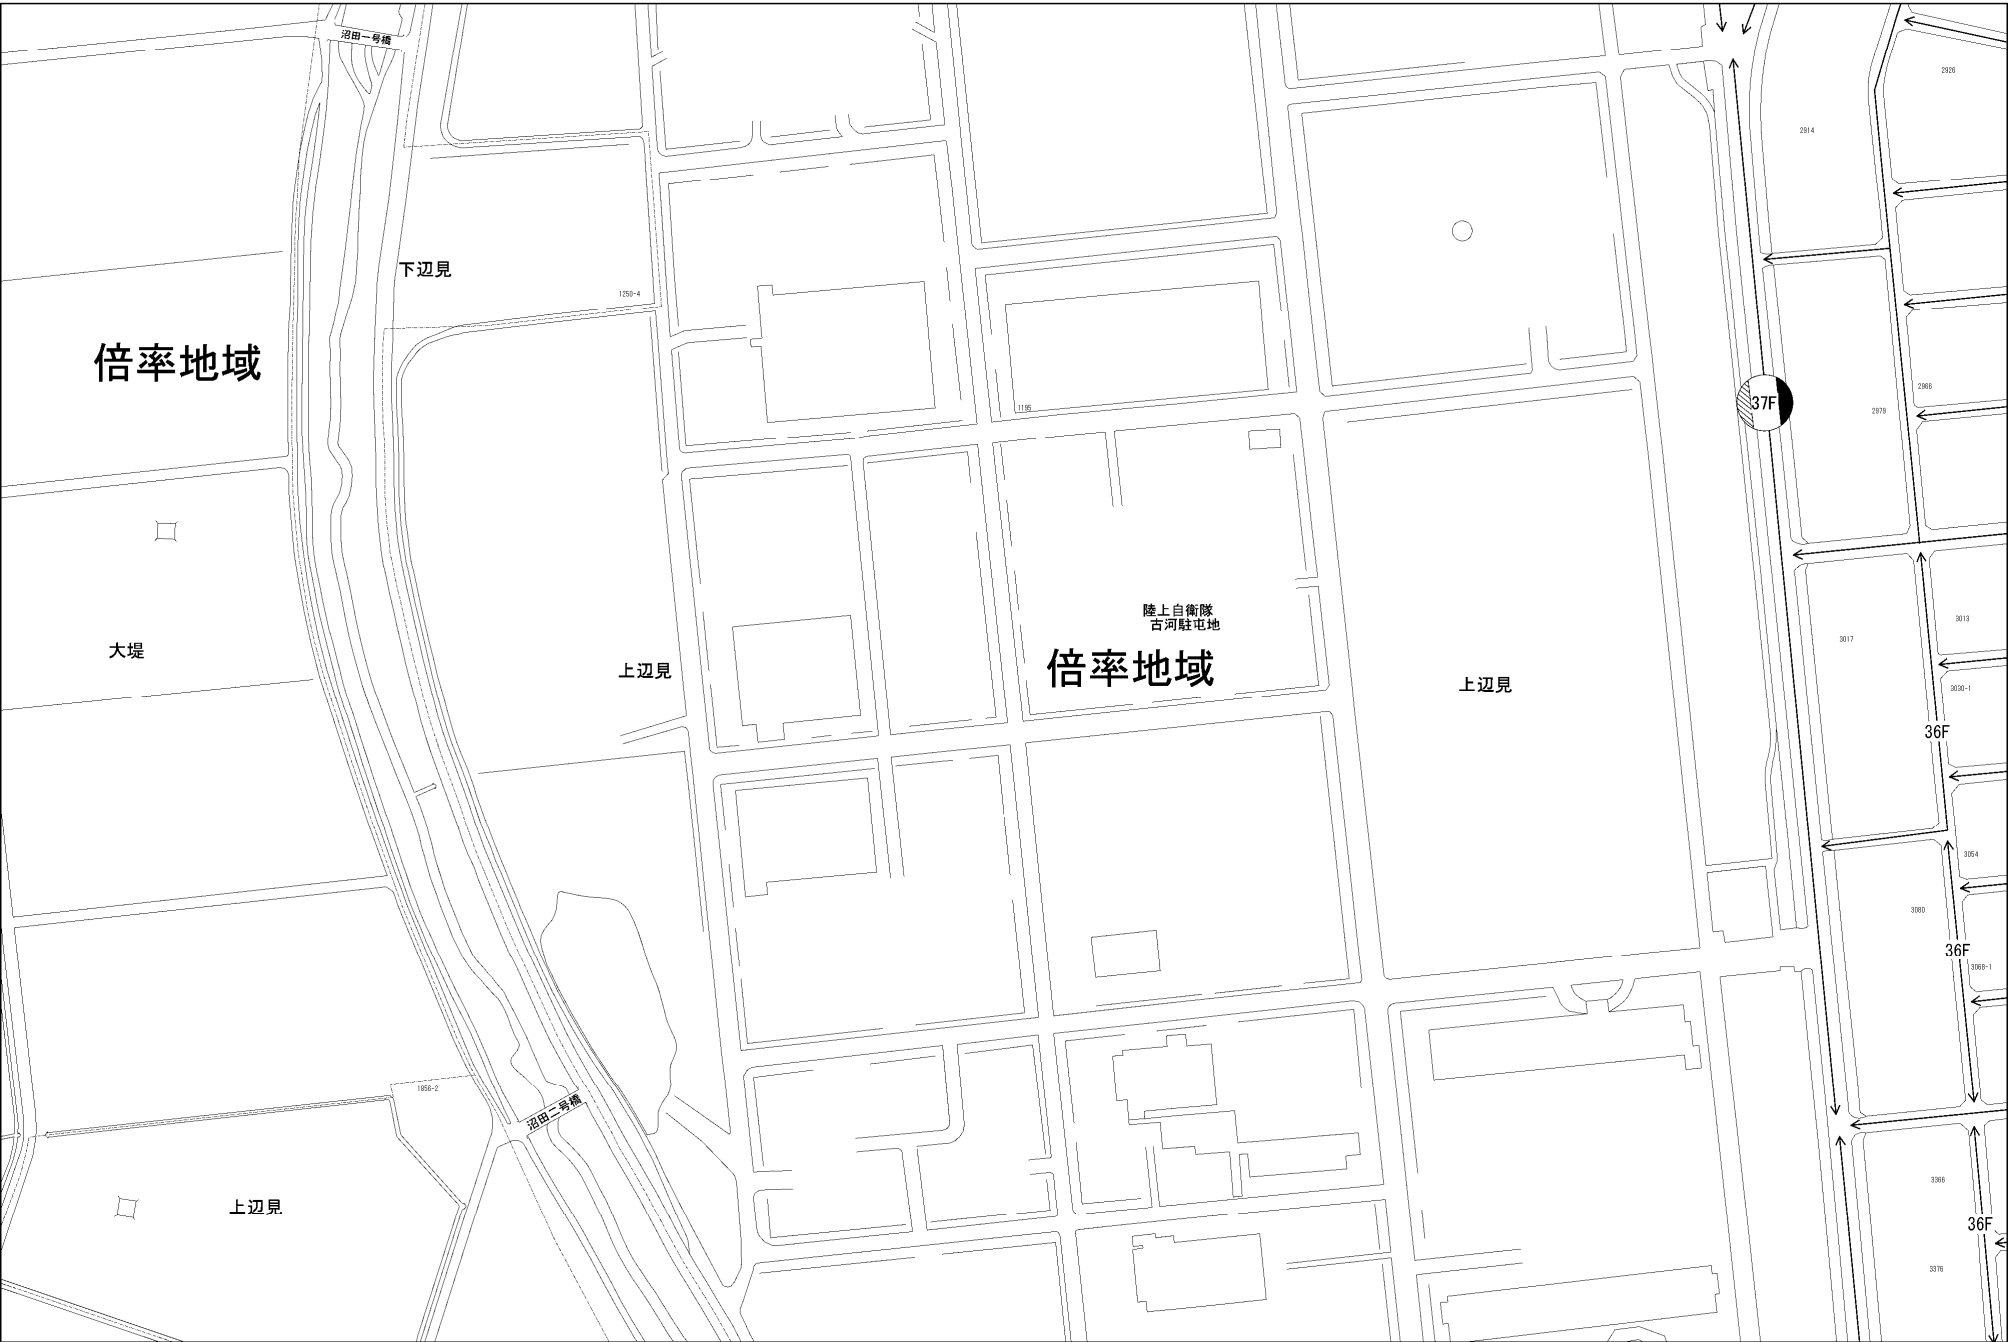 沼田一号橋
2926
2914
下辺見
1250-4
倍率地域
37F
2966
1195
2979
陸上自衛隊
古河駐屯地
3013
3017
大堤
上辺見
倍率地域
上辺見
3030-1
36F
3054
3080
36F
3068-1
1856-2
沼田二号橋
3366
上辺見
36F
3376